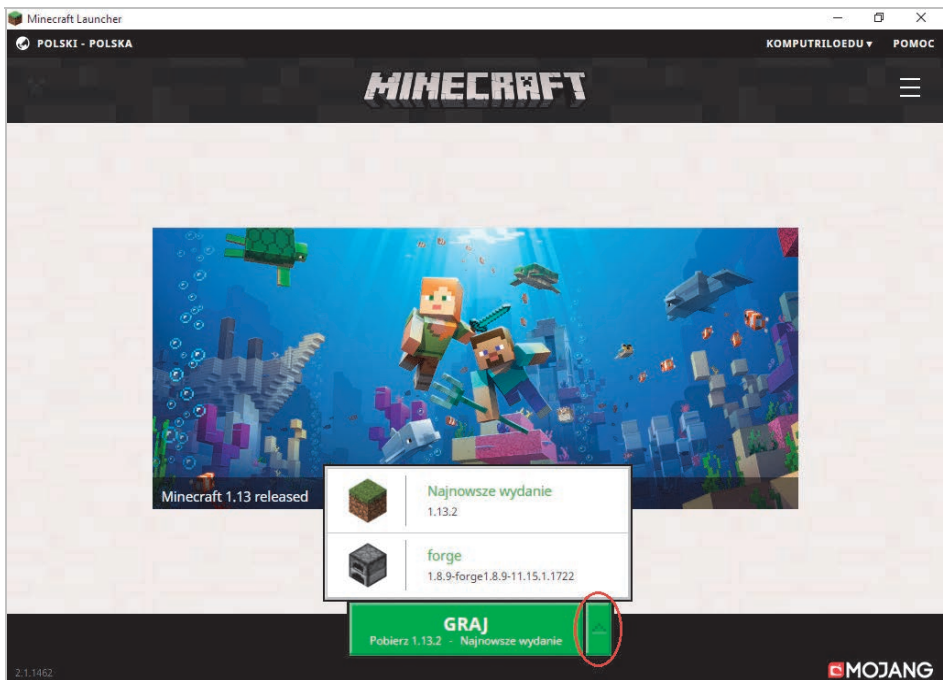 Minecraft Launcher
POLSKI - POLSKA
KOMPUTRILOEDU ▾ POMOC
MINECRAFT
Minecraft 1.13 released
Najnowsze wydanie
1.13.2
forge
1.8.9-forge1.8.9-11.15.1.1722
GRAJ
Pobierz 1.13.2 - Najnowsze wydanie
2.1.1462
MOJANG